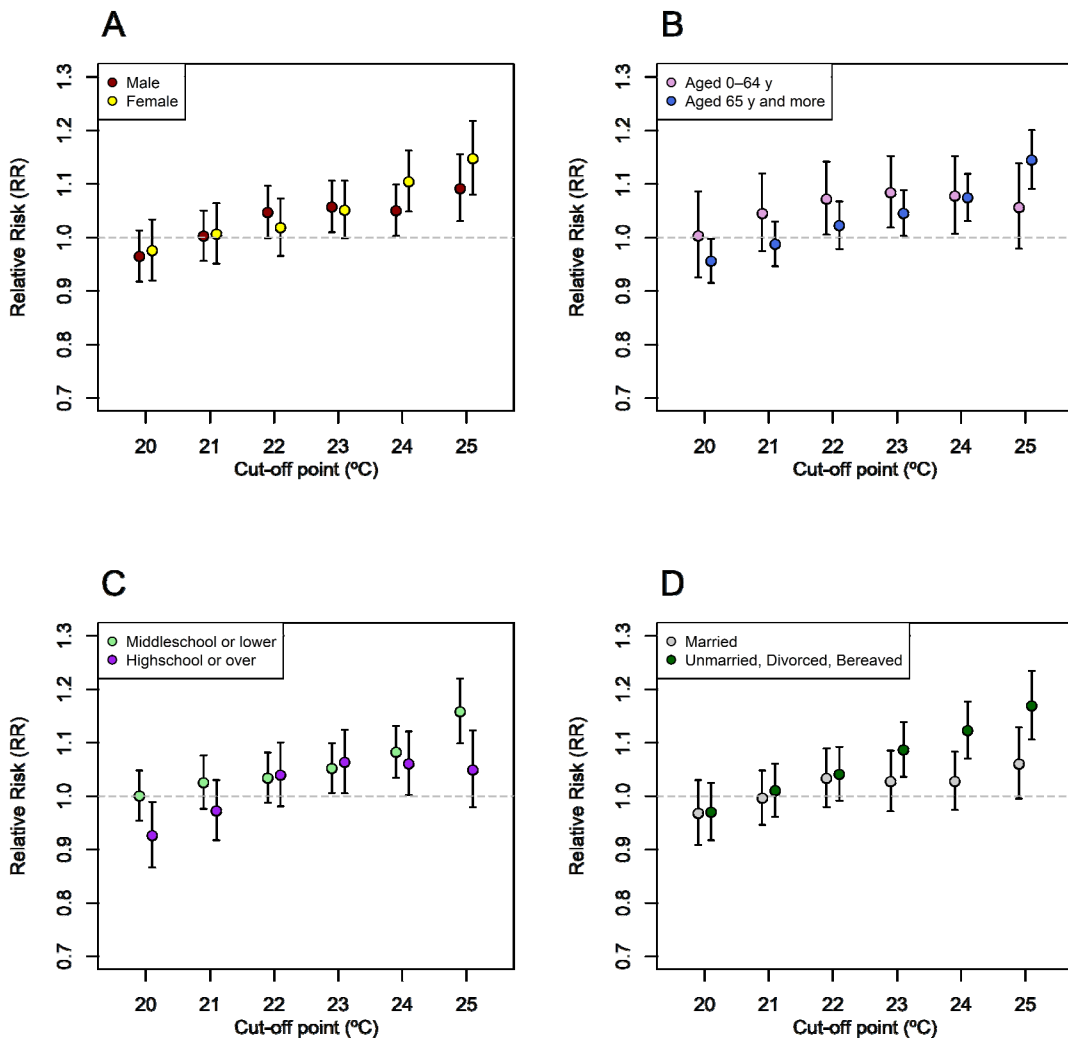 A
Male
Female
1.3
1.2
1.1
1.0
0.9
0.8
0.7
Relative Risk (RR)
20 21 22 23 24 25
Cut-off point (ºC)
B
Aged 0–64 y
Aged 65 y and more
1.3
1.2
1.1
1.0
0.9
0.8
0.7
Relative Risk (RR)
20 21 22 23 24 25
Cut-off point (ºC)
C
Middleschool or lower
Highschool or over
1.3
1.2
1.1
1.0
0.9
0.8
0.7
Relative Risk (RR)
20 21 22 23 24 25
Cut-off point (ºC)
D
Married
Unmarried, Divorced, Bereaved
1.3
1.2
1.1
1.0
0.9
0.8
0.7
Relative Risk (RR)
20 21 22 23 24 25
Cut-off point (ºC)